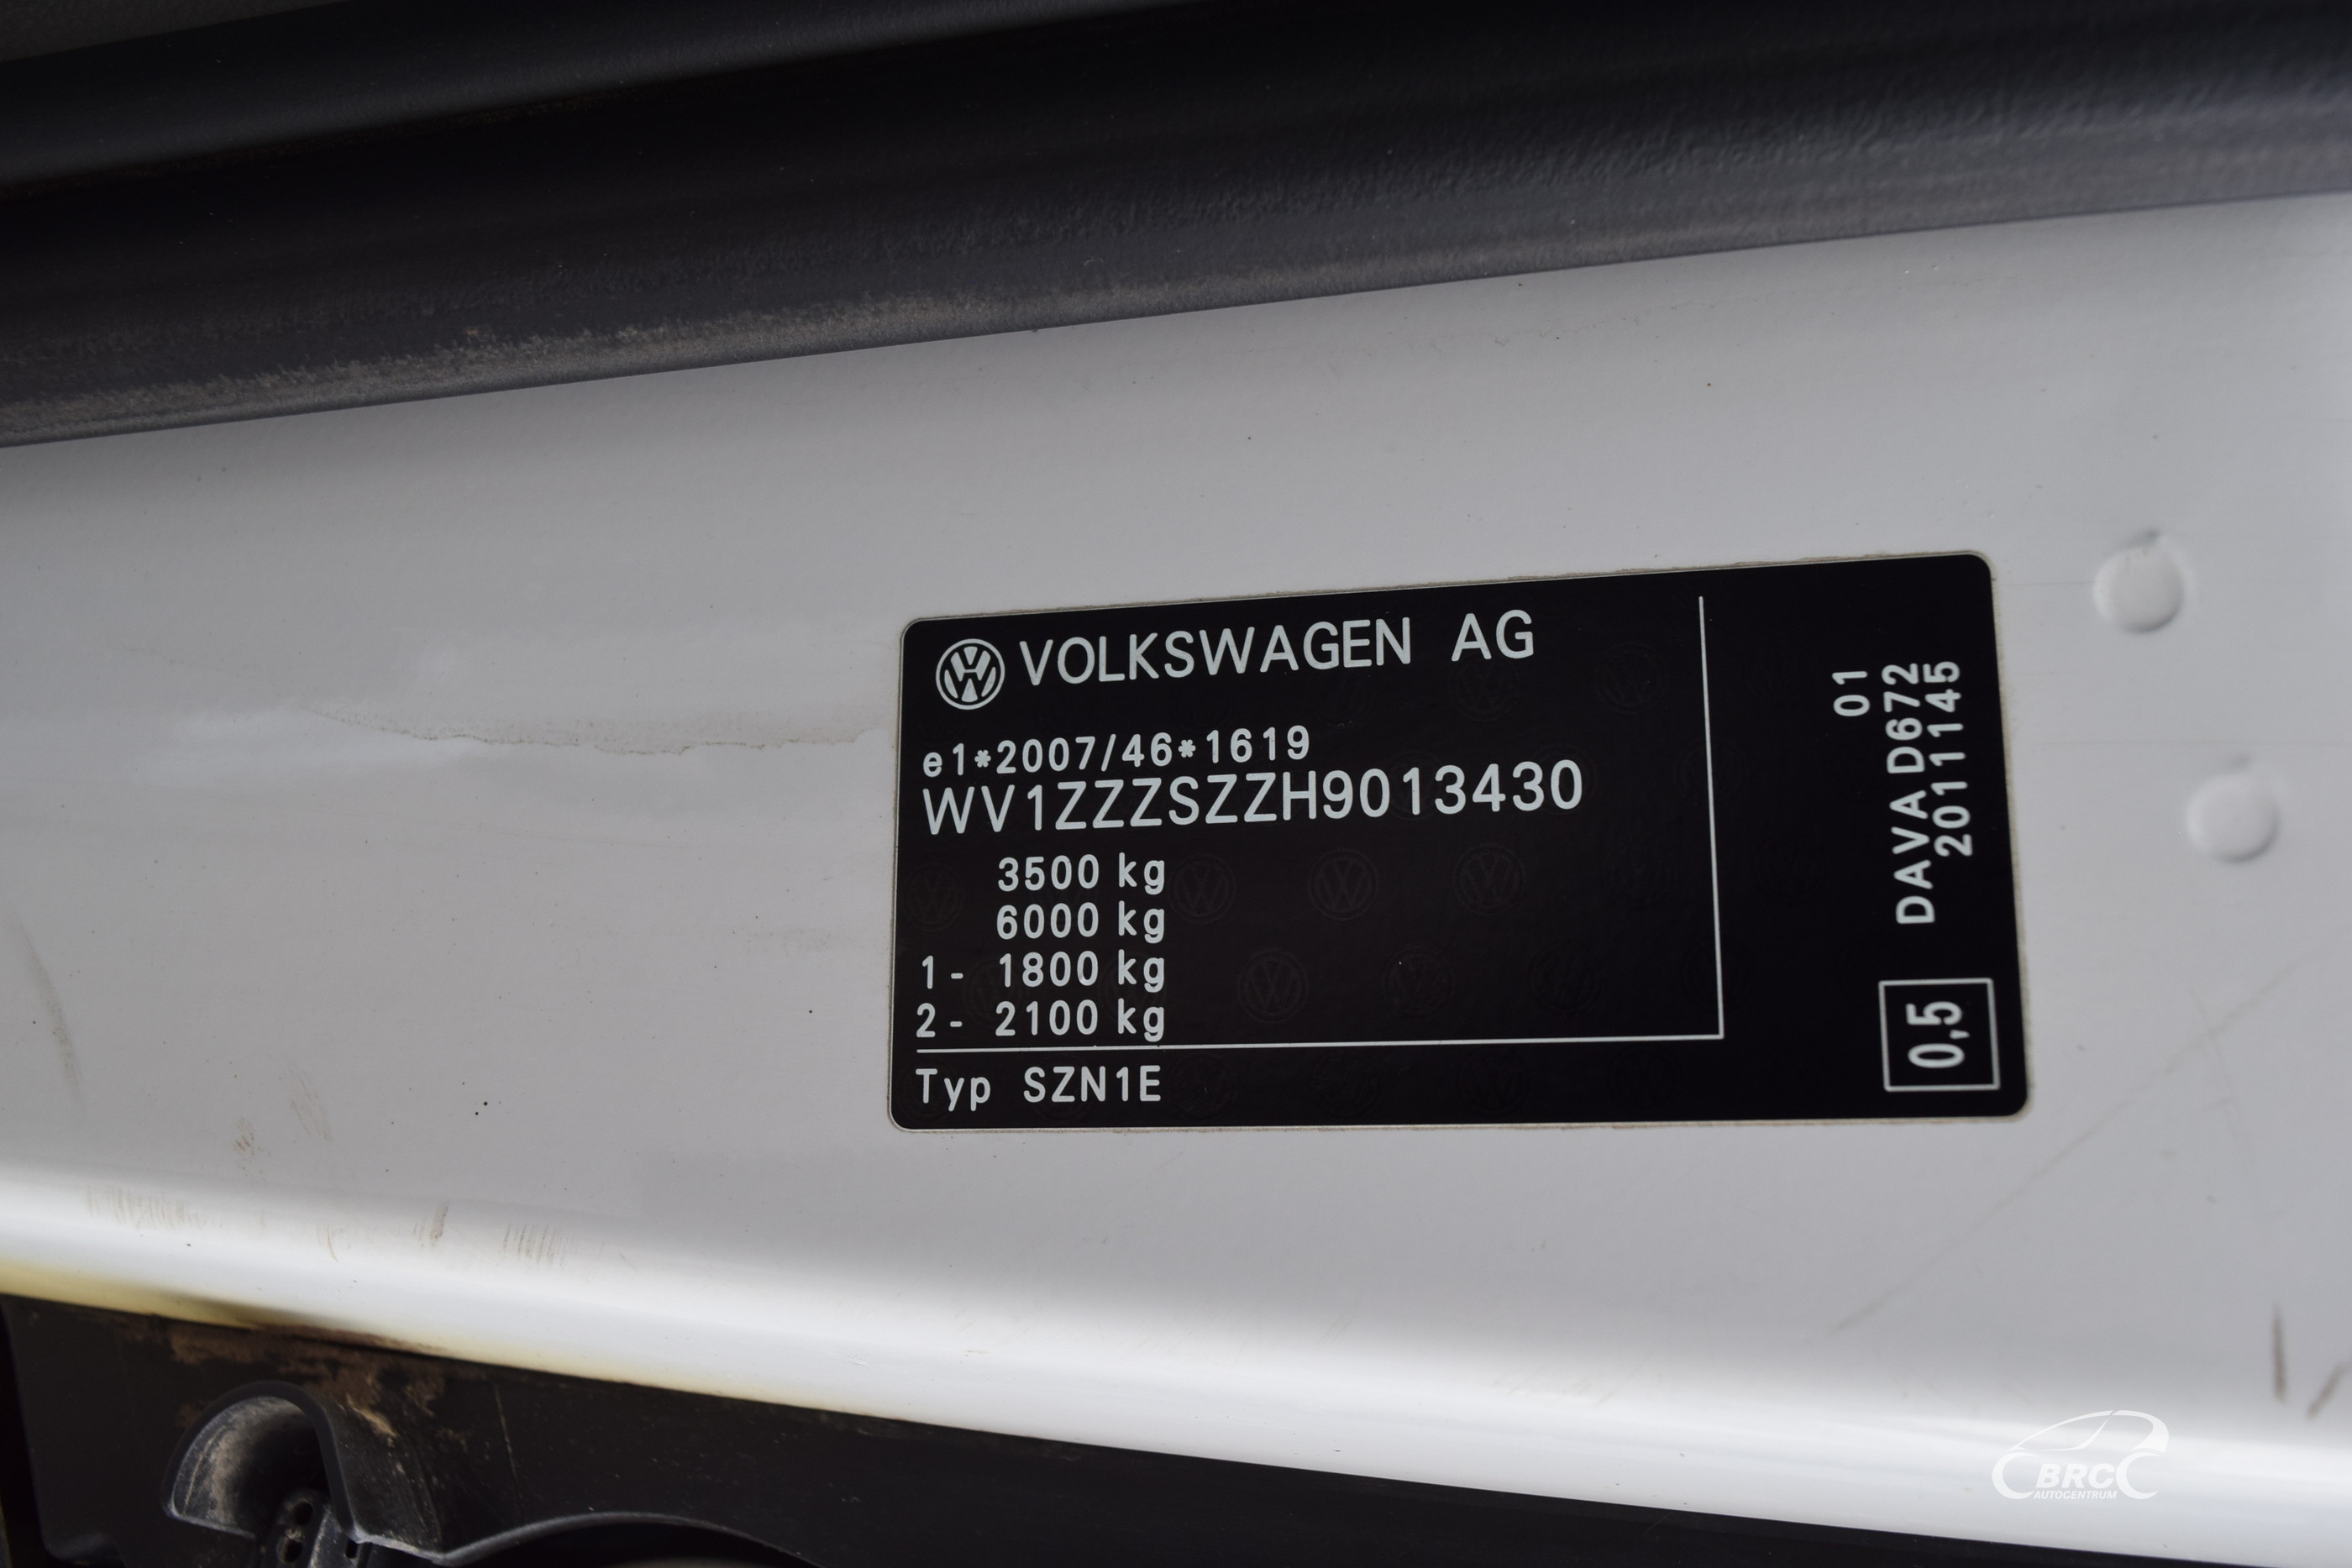 VOLKSWAGEN AG
e1*2007/46*1619
WV1ZZZSZZH9013430
3500 kg
6000 kg
1- 1800 kg
2- 2100 kg
Typ SZN1E
01
DAVA D672
2011145
0,5
BRC
AUTOCENTRUM